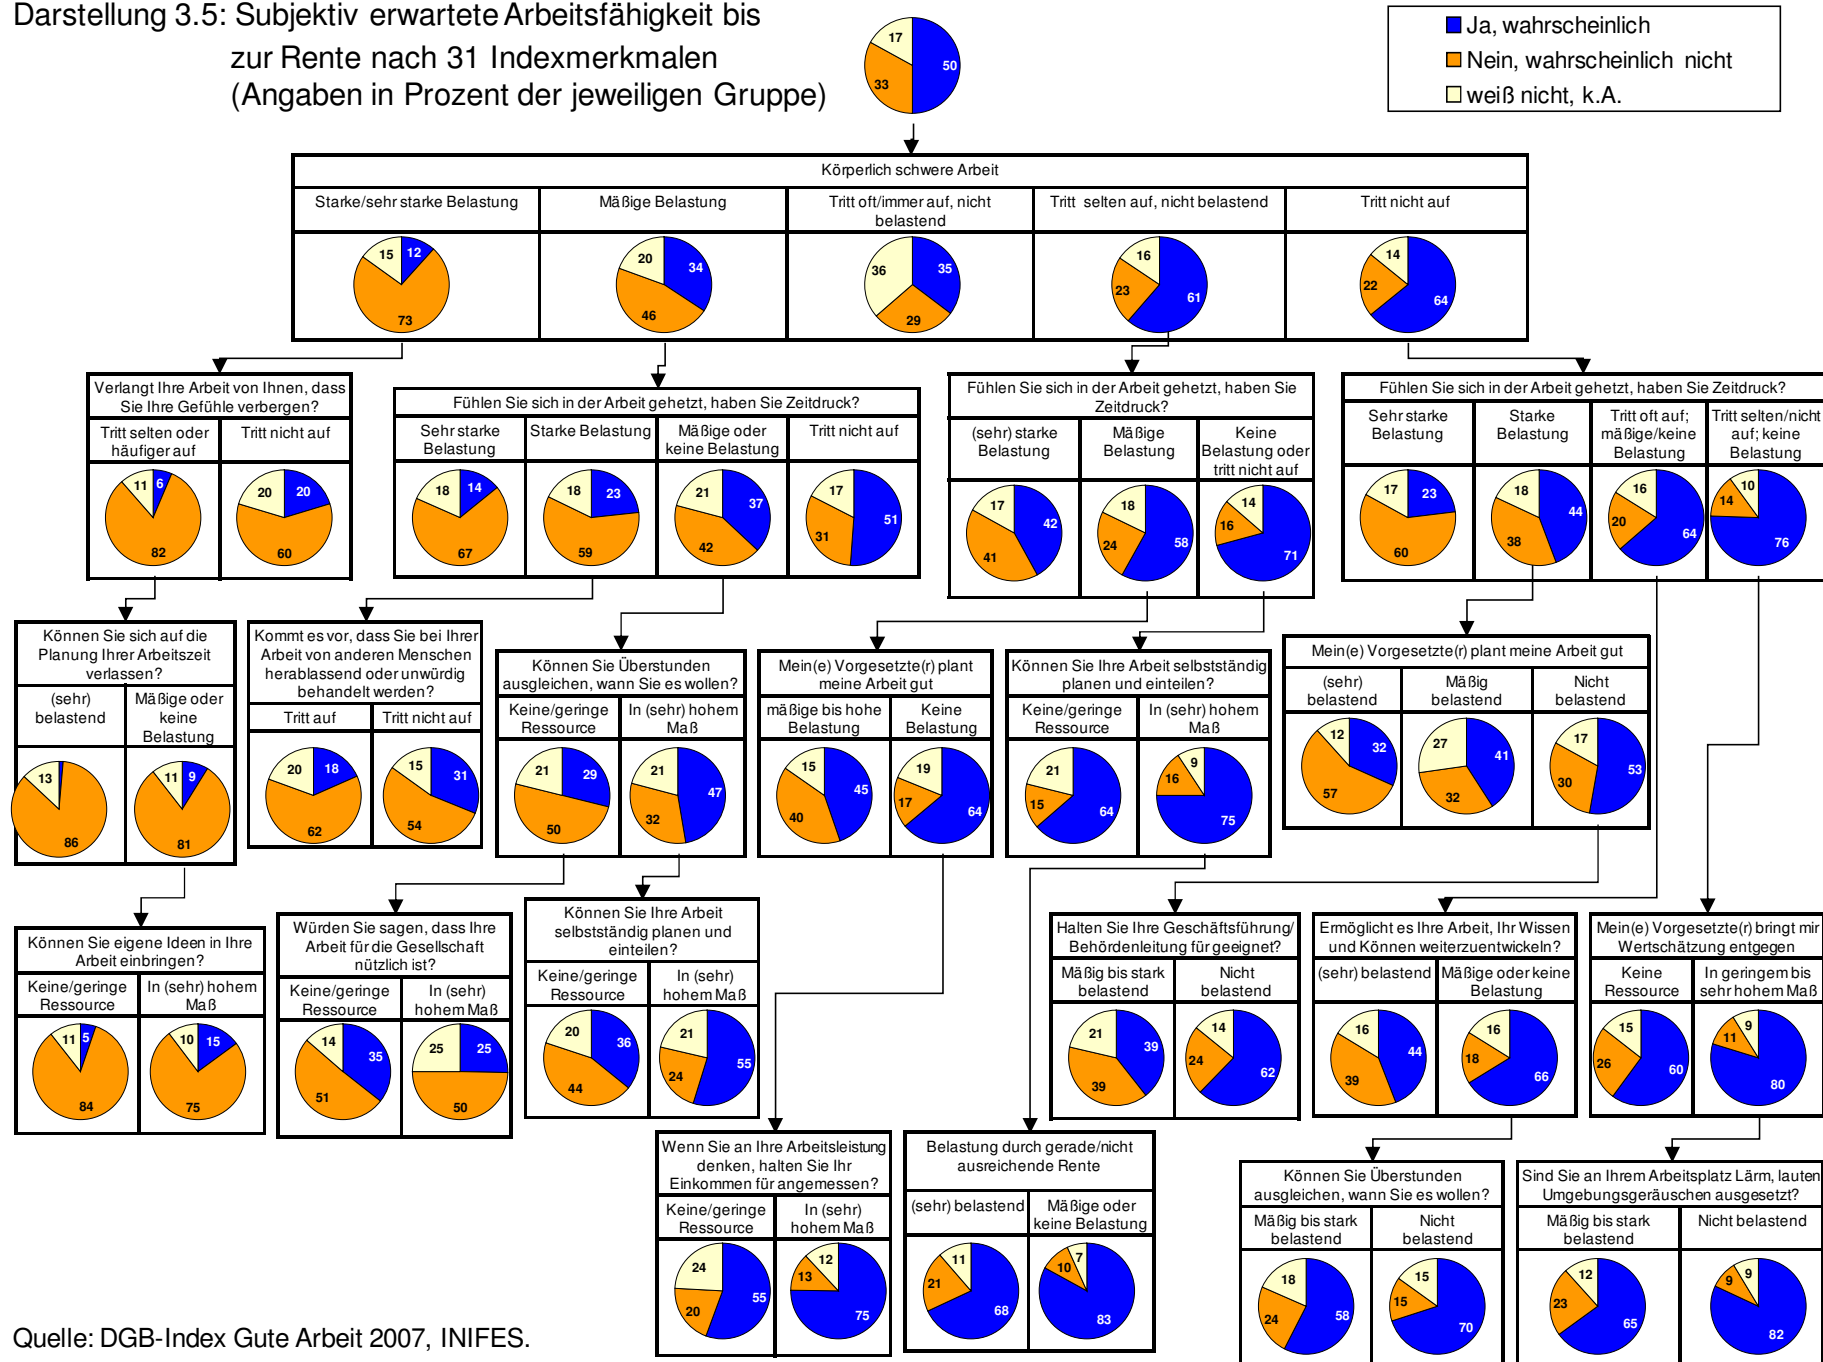 Darstellung 3.5: Subjektiv erwartete Arbeitsfähigkeit bis
zur Rente nach 31 Indexmerkmalen
(Angaben in Prozent der jeweiligen Gruppe)
17
50
33
Ja, wahrscheinlich
Nein, wahrscheinlich nicht
weiß nicht, k.A.
Körperlich schwere Arbeit
Starke/sehr starke Belastung
Mäßige Belastung
Tritt oft/immer auf, nicht
belastend
Tritt selten auf, nicht belastend
Tritt nicht auf
15
12
73
20
34
46
36
35
29
16
23
61
14
22
64
Verlangt Ihre Arbeit von Ihnen, dass
Sie Ihre Gefühle verbergen?
Tritt selten oder
häufiger auf
Tritt nicht auf
11
6
82
20
20
60
Fühlen Sie sich in der Arbeit gehetzt, haben Sie Zeitdruck?
Sehr starke
Belastung
Starke Belastung
Mäßige oder
keine Belastung
Tritt nicht auf
18
14
67
18
23
59
21
37
42
17
51
31
Fühlen Sie sich in der Arbeit gehetzt, haben Sie
Zeitdruck?
(sehr) starke
Belastung
Mäßige
Belastung
Keine
Belastung oder
tritt nicht auf
17
42
41
18
58
24
14
16
71
Fühlen Sie sich in der Arbeit gehetzt, haben Sie Zeitdruck?
Sehr starke
Belastung
Starke
Belastung
Tritt oft auf;
mäßige/keine
Belastung
Tritt selten/nicht
auf; keine
Belastung
17
23
60
18
44
38
16
20
64
10
14
76
Können Sie sich auf die
Planung Ihrer Arbeitszeit
verlassen?
(sehr)
belastend
Mäßige oder
keine
Belastung
13
86
11
9
81
Kommt es vor, dass Sie bei Ihrer
Arbeit von anderen Menschen
herablassend oder unwürdig
behandelt werden?
Tritt auf
Tritt nicht auf
20
18
62
15
31
54
Können Sie Überstunden
ausgleichen, wann Sie es wollen?
Keine/geringe
Ressource
In (sehr) hohem
Maß
21
29
50
21
47
32
Mein(e) Vorgesetzte(r) plant
meine Arbeit gut
mäßige bis hohe
Belastung
Keine
Belastung
15
45
40
19
17
64
Können Sie Ihre Arbeit selbstständig
planen und einteilen?
Keine/geringe
Ressource
In (sehr) hohem
Maß
21
15
64
9
16
75
Mein(e) Vorgesetzte(r) plant meine Arbeit gut
(sehr)
belastend
Mäßig
belastend
Nicht
belastend
12
32
57
27
41
32
17
53
30
Können Sie eigene Ideen in Ihre
Arbeit einbringen?
Keine/geringe
Ressource
In (sehr) hohem
Maß
11
5
84
10
15
75
Würden Sie sagen, dass Ihre
Arbeit für die Gesellschaft
nützlich ist?
Keine/geringe
Ressource
In (sehr)
hohem Maß
14
35
51
25
25
50
Können Sie Ihre Arbeit
selbstständig planen und
einteilen?
Keine/geringe
Ressource
In (sehr)
hohem Maß
20
36
44
21
55
24
Halten Sie Ihre Geschäftsführung/
Behördenleitung für geeignet?
Mäßig bis stark
belastend
Nicht
belastend
21
39
39
14
24
62
Ermöglicht es Ihre Arbeit, Ihr Wissen
und Können weiterzuentwickeln?
(sehr) belastend
Mäßige oder keine
Belastung
16
44
39
16
18
66
Mein(e) Vorgesetzte(r) bringt mir
Wertschätzung entgegen
Keine
Ressource
In geringem bis
sehr hohem Maß
15
26
60
9
11
80
Wenn Sie an Ihre Arbeitsleistung
denken, halten Sie Ihr
Einkommen für angemessen?
Keine/geringe
Ressource
In (sehr)
hohem Maß
24
55
20
12
13
75
Belastung durch gerade/nicht
ausreichende Rente
(sehr) belastend
Mäßige oder
keine Belastung
11
21
68
7
10
83
Können Sie Überstunden
ausgleichen, wann Sie es wollen?
Mäßig bis stark
belastend
Nicht
belastend
18
24
58
15
15
70
Sind Sie an Ihrem Arbeitsplatz Lärm, lauten
Umgebungsgeräuschen ausgesetzt?
Mäßig bis stark
belastend
Nicht belastend
12
23
65
9
9
82
Quelle: DGB-Index Gute Arbeit 2007, INIFES.